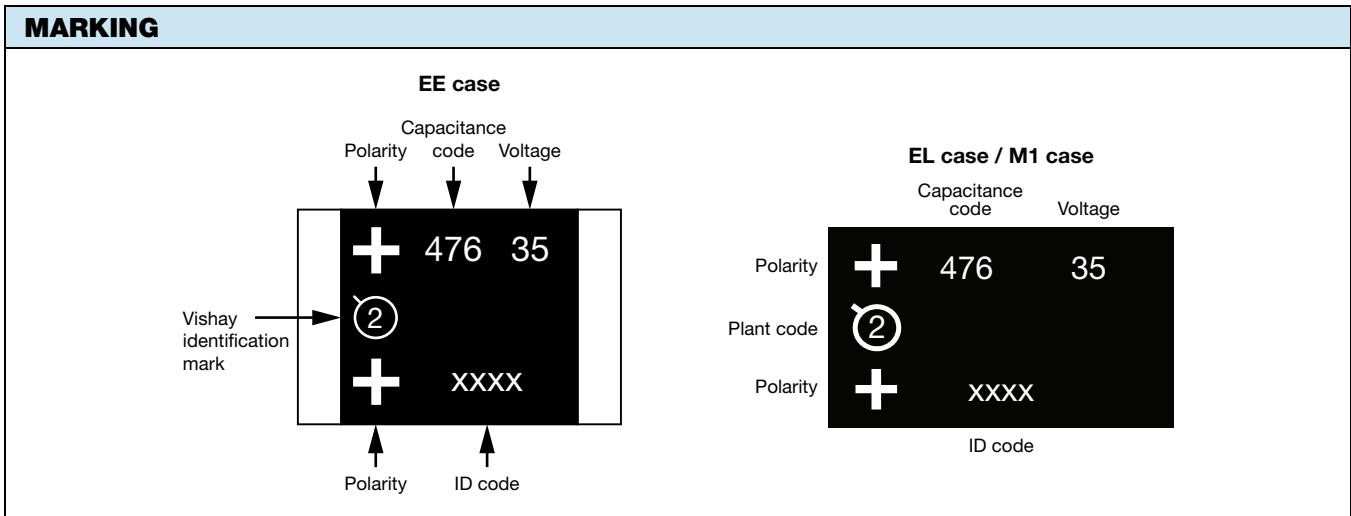 MARKING
EE case
Capacitance
Polarity code Voltage
476 35
Vishay
identification
mark
2
xxxx
Polarity ID code
EL case / M1 case
Capacitance
code Voltage
Polarity 476 35
Plant code 2
Polarity xxxx
ID code